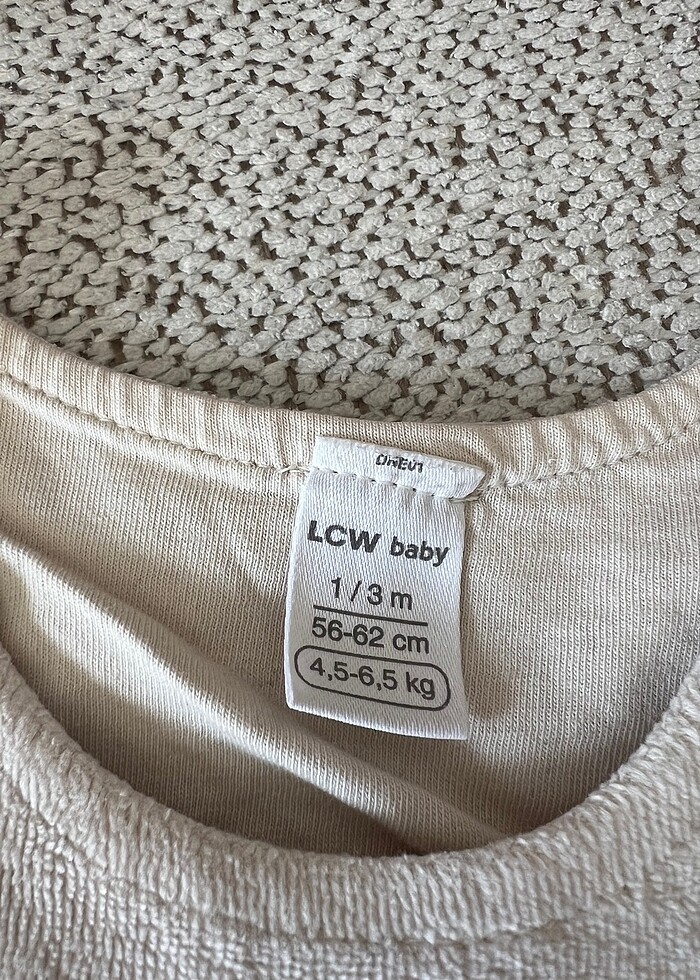 LCW baby
1 / 3 m
56-62 cm
4,5-6,5 kg